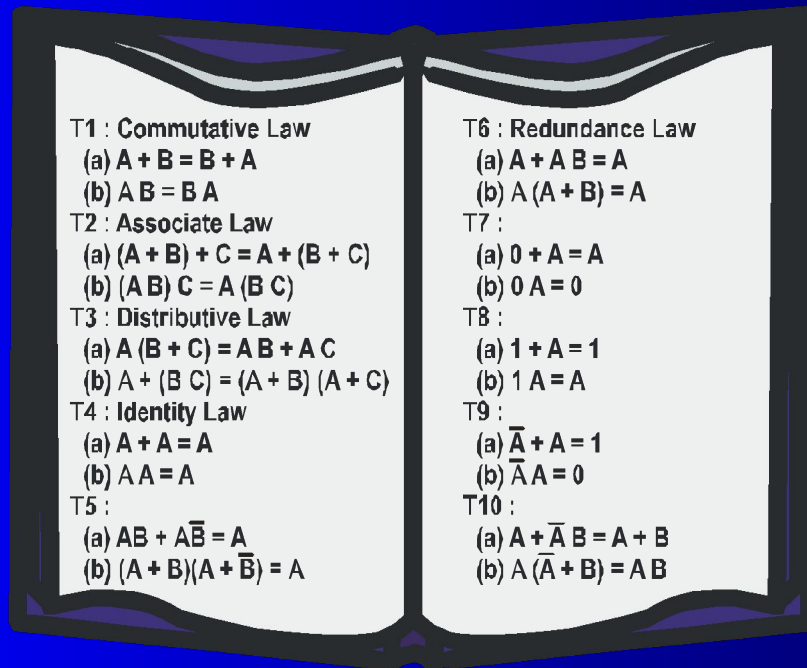 T1 : Commutative Law
(a) A + B = B + A
(b) A B = B A
T2 : Associate Law
(a) (A + B) + C = A + (B + C)
(b) (A B) C = A (B C)
T3 : Distributive Law
(a) A (B + C) = A B + A C
(b) A + (B C) = (A + B) (A + C)
T4 : Identity Law
(a) A + A = A
(b) A A = A
T5 :
(a) AB + AB̅ = A
(b) (A + B)(A + B̅) = A
T6 : Redundance Law
(a) A + A B = A
(b) A (A + B) = A
T7 :
(a) 0 + A = A
(b) 0 A = 0
T8 :
(a) 1 + A = 1
(b) 1 A = A
T9 :
(a) A̅ + A = 1
(b) A̅ A = 0
T10 :
(a) A + A̅ B = A + B
(b) A (A̅ + B) = A B